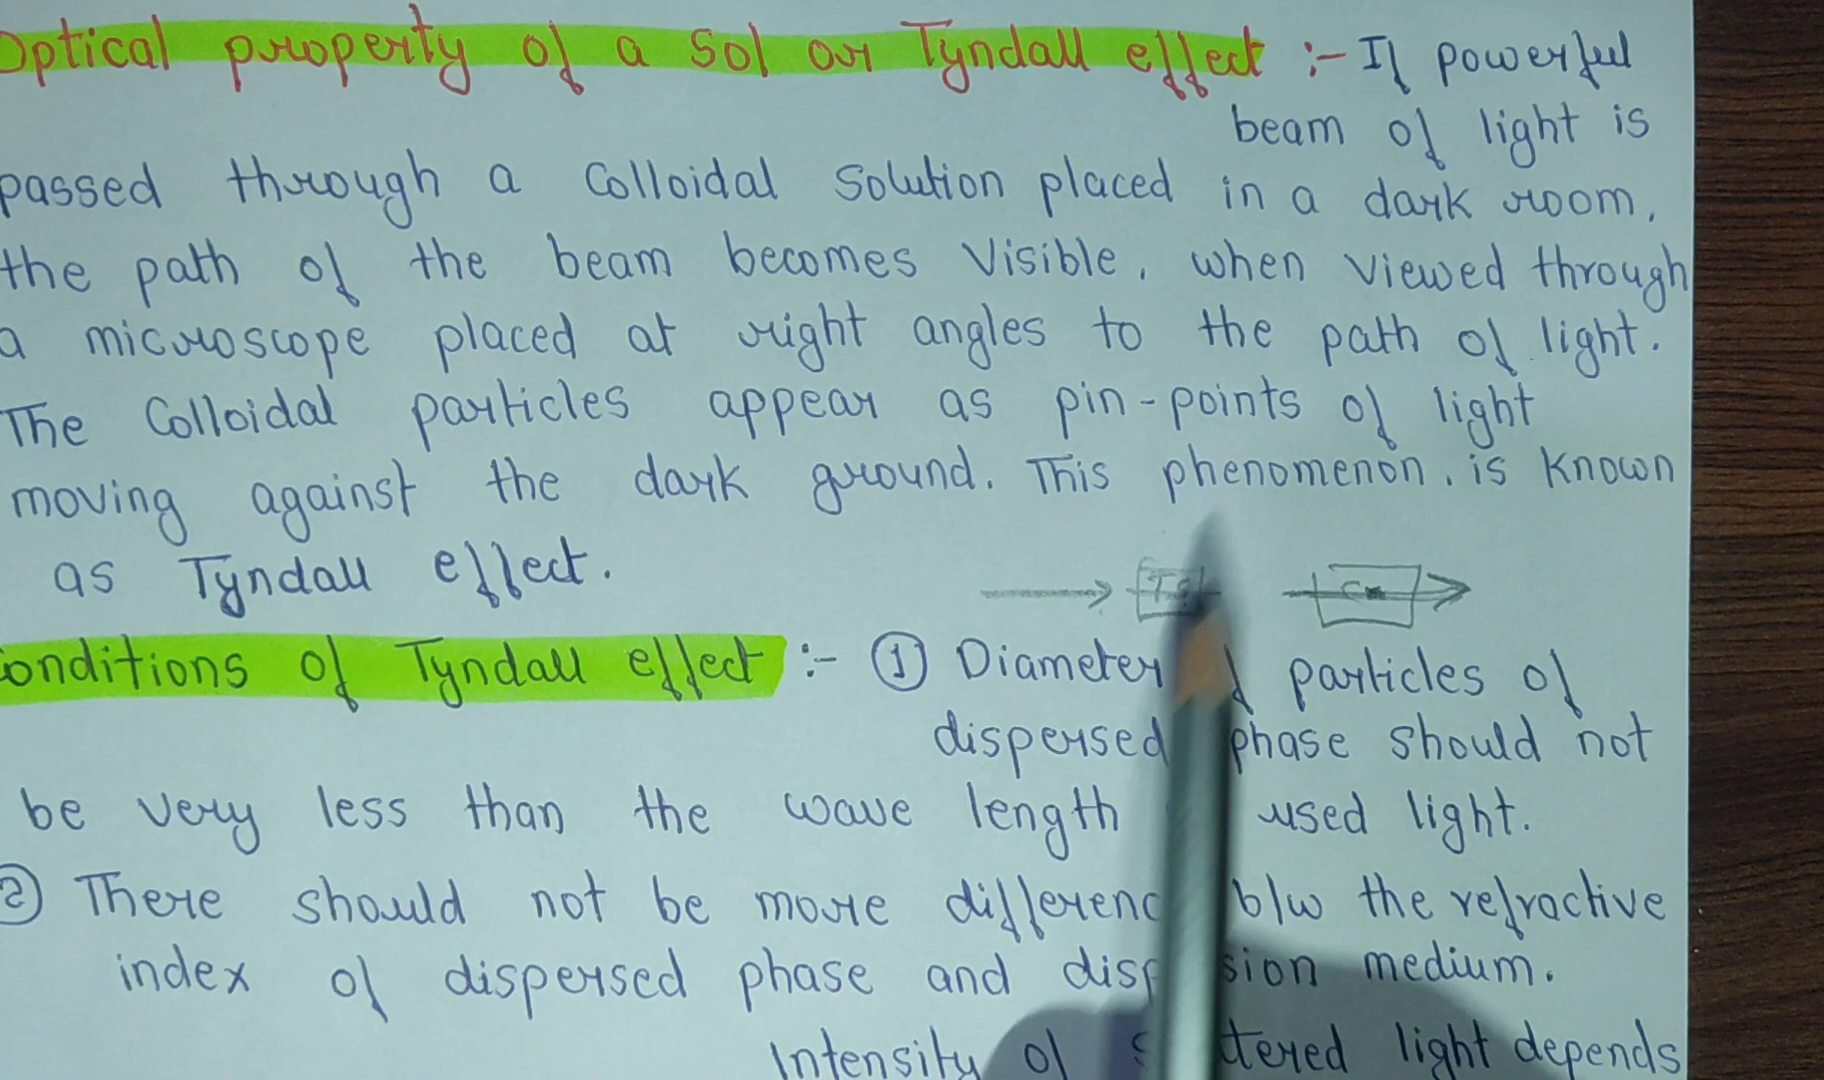 Optical property of a Sol or Tyndall effect :- If powerful
beam of light is
passed through a Colloidal Solution placed in a dark room,
the path of the beam becomes Visible, when viewed through
a microscope placed at right angles to the path of light.
The Colloidal particles appear as pin-points of light
moving against the dark ground. This phenomenon. is Known
as Tyndall effect.
T.S
onditions of Tyndall effect :- ① Diameter particles of
dispersed phase should not
be very less than the wave length used light.
② There should not be more differenc b/w the refractive
index of dispersed phase and disp sion medium.
Intensity of s ttered light depends